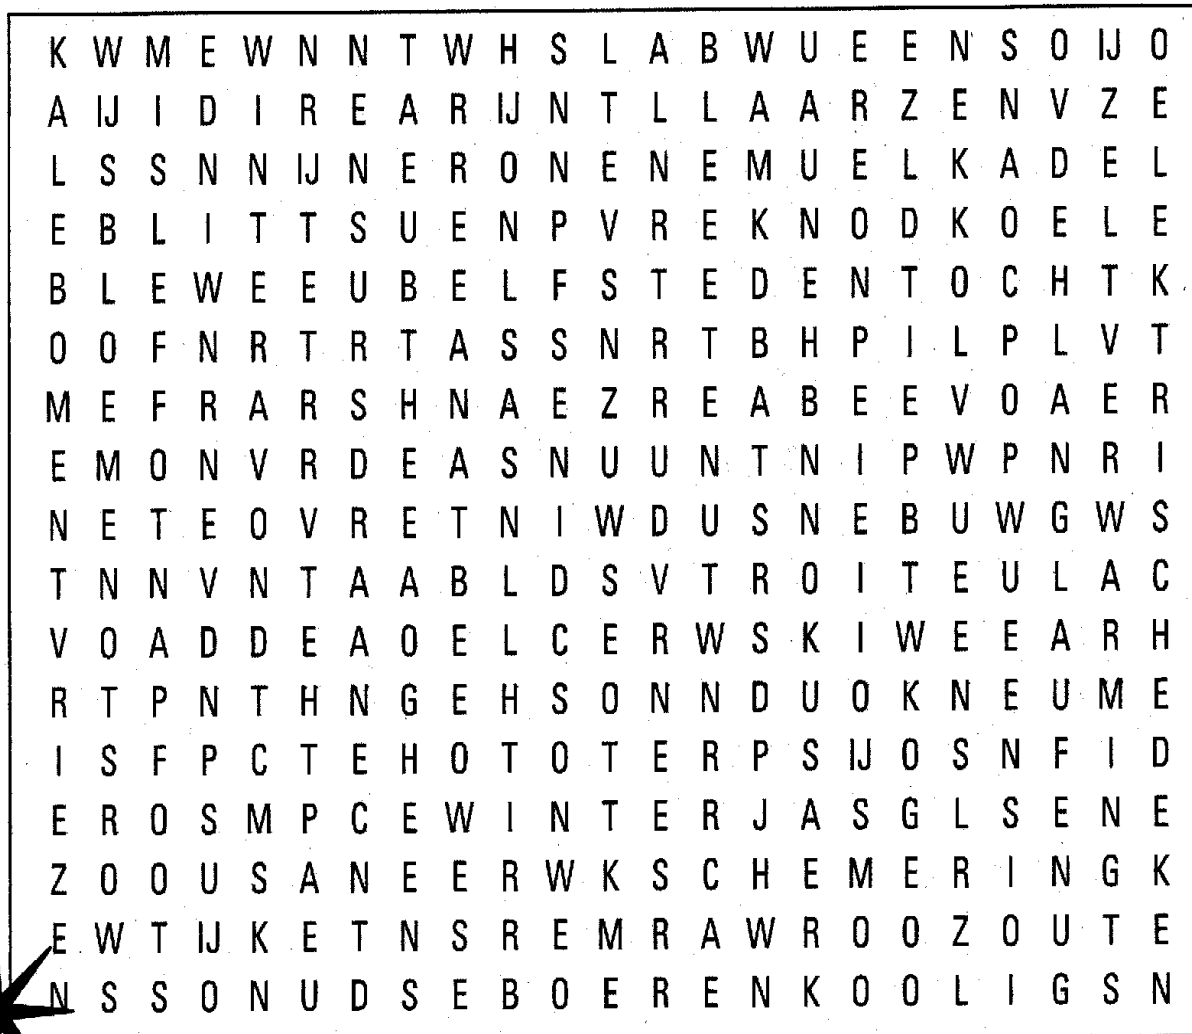 K W M E W N N T W H S L A B W U E E N S O IJ O
A IJ I D I R E A R IJ N T L L A A R Z E N V Z E
L S S N N IJ N E R O N E N E M U E L K A D E L
E B L I T T S U E N P V R E K N O D K O E L E
B L E W E E U B E L F S T E D E N T O C H T K
O O F N R T R T A S S N R T B H P I L P L V T
M E F R A R S H N A E Z R E A B E E V O A E R
E M O N V R D E A S N U U N T N I P W P N R I
N E T E O V R E T N I W D U S N E B U W G W S
T N N V N T A A B L D S V T R O I T E U L A C
V O A D D E A O E L C E R W S K I W E E A R H
R T P N T H N G E H S O N N D U O K N E U M E
I S F P C T E H O T O T E R P S IJ O S N F I D
E R O S M P C E W I N T E R J A S G L S E N E
Z O O U S A N E E R W K S C H E M E R I N G K
E W T IJ K E T N S R E M R A W R O O Z O U T E
N S S O N U D S E B O E R E N K O O L I G S N